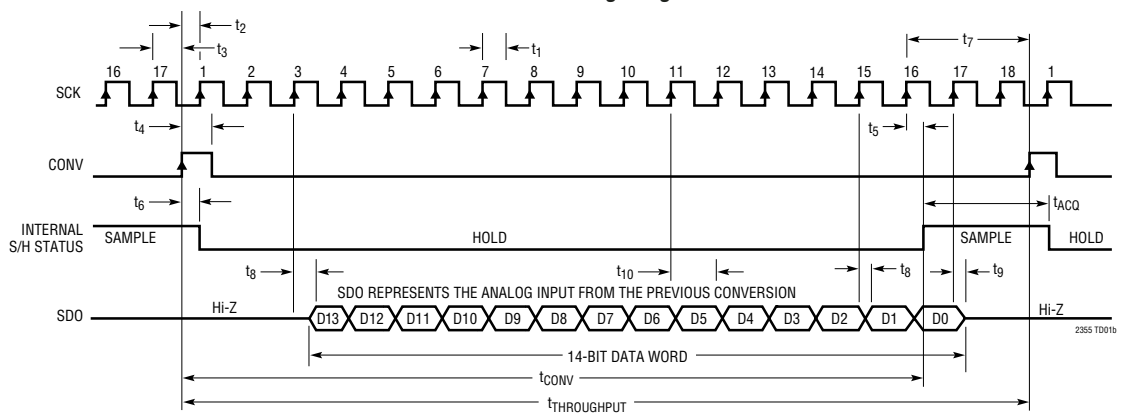 t2
t3
t1
t7
16 17 1 2 3 4 5 6 7 8 9 10 11 12 13 14 15 16 17 18 1
SCK
t4
t5
CONV
t6
tACQ
INTERNAL
S/H STATUS
SAMPLE
HOLD
SAMPLE
HOLD
t8
t10
t8
t9
SDO REPRESENTS THE ANALOG INPUT FROM THE PREVIOUS CONVERSION
SDO
Hi-Z
D13 D12 D11 D10 D9 D8 D7 D6 D5 D4 D3 D2 D1 D0
Hi-Z
2355 TD01b
14-BIT DATA WORD
tCONV
tTHROUGHPUT